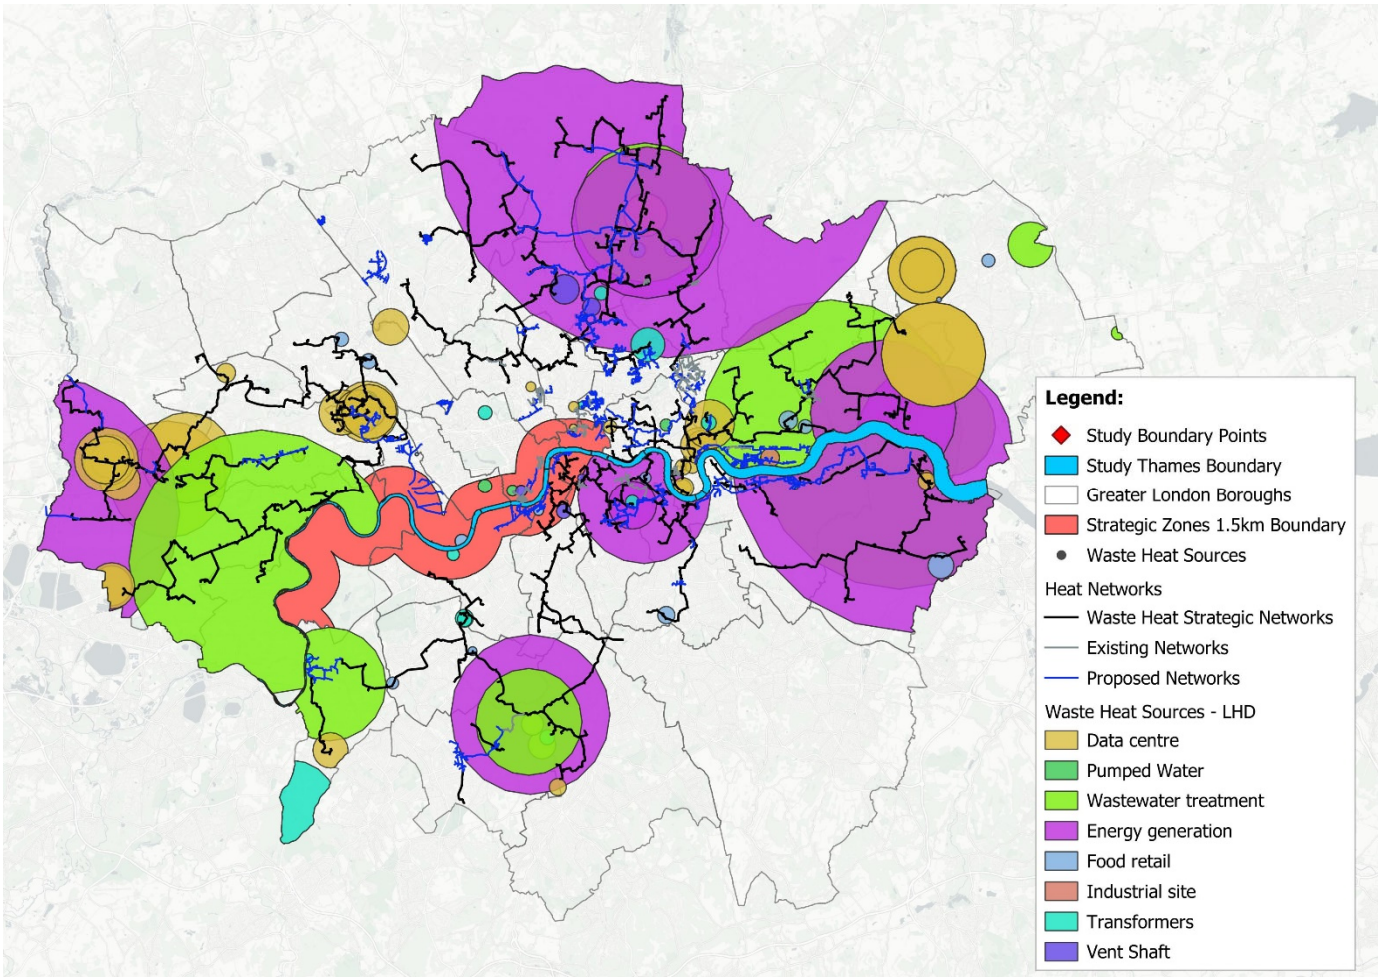 Legend:
Study Boundary Points
Study Thames Boundary
Greater London Boroughs
Strategic Zones 1.5km Boundary
Waste Heat Sources
Heat Networks
Waste Heat Strategic Networks
Existing Networks
Proposed Networks
Waste Heat Sources - LHD
Data centre
Pumped Water
Wastewater treatment
Energy generation
Food retail
Industrial site
Transformers
Vent Shaft